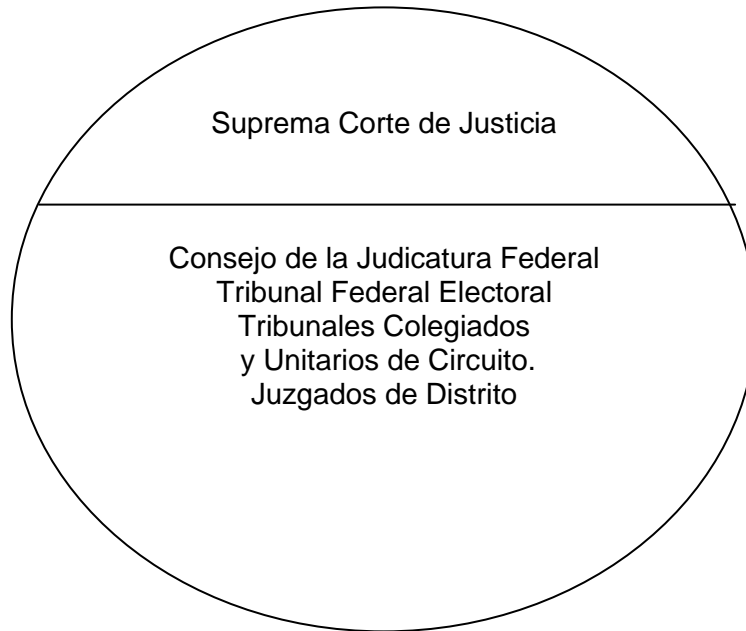 Suprema Corte de Justicia
Consejo de la Judicatura Federal
Tribunal Federal Electoral
Tribunales Colegiados
y Unitarios de Circuito.
Juzgados de Distrito